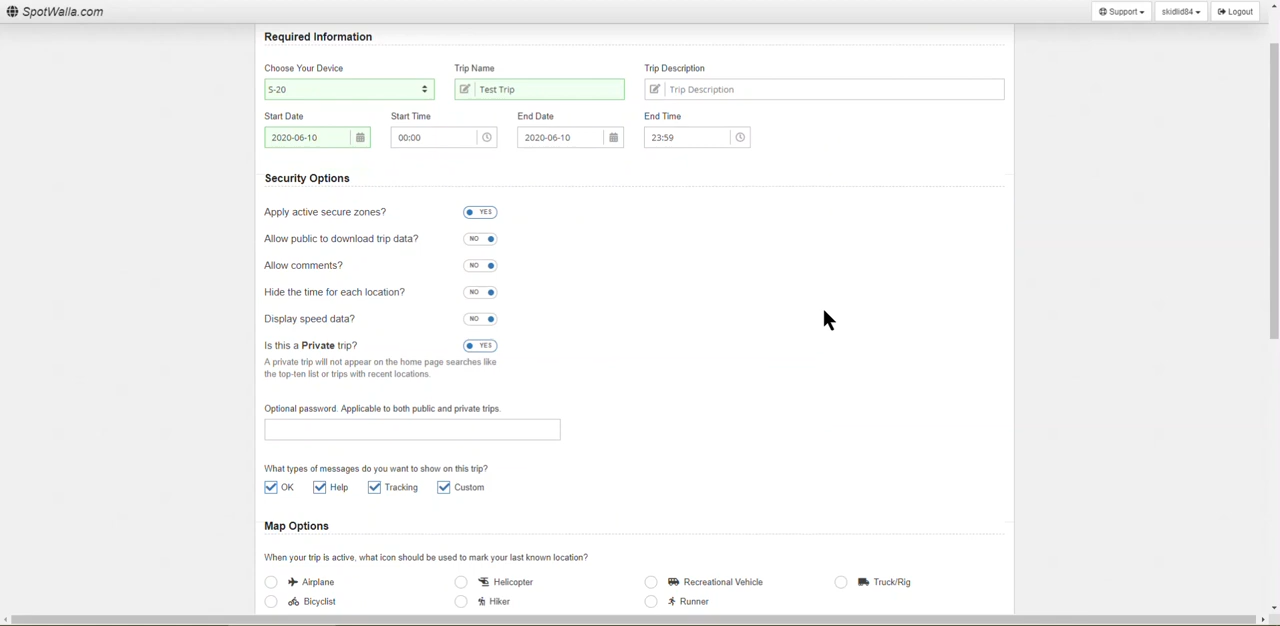 SpotWalla.com Support skidlid84 Logout
Required Information
Choose Your Device Trip Name Trip Description
S-20 Test Trip Trip Description
Start Date Start Time End Date End Time
2020-06-10 00:00 2020-06-10 23:59
Security Options
Apply active secure zones? YES
Allow public to download trip data? NO
Allow comments? NO
Hide the time for each location? NO
Display speed data? NO
Is this a Private trip? YES
A private trip will not appear on the home page searches like
the top-ten list or trips with recent locations.
Optional password. Applicable to both public and private trips.
What types of messages do you want to show on this trip?
OK Help Tracking Custom
Map Options
When your trip is active, what icon should be used to mark your last known location?
Airplane Helicopter Recreational Vehicle Truck/Rig
Bicyclist Hiker Runner